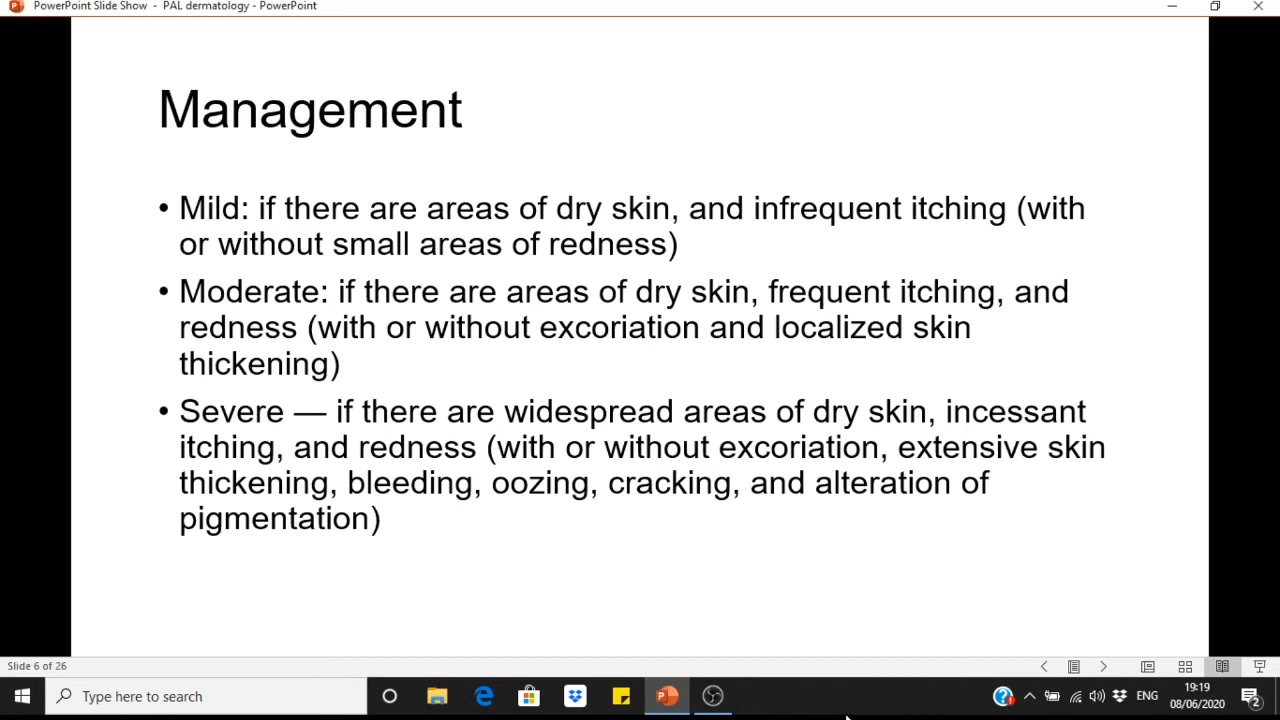 PowerPoint Slide Show - PAL dermatology - PowerPoint
Management
• Mild: if there are areas of dry skin, and infrequent itching (with
or without small areas of redness)
• Moderate: if there are areas of dry skin, frequent itching, and
redness (with or without excoriation and localized skin
thickening)
• Severe — if there are widespread areas of dry skin, incessant
itching, and redness (with or without excoriation, extensive skin
thickening, bleeding, oozing, cracking, and alteration of
pigmentation)
Slide 6 of 26
Type here to search
ENG
19:19
08/06/2020
2